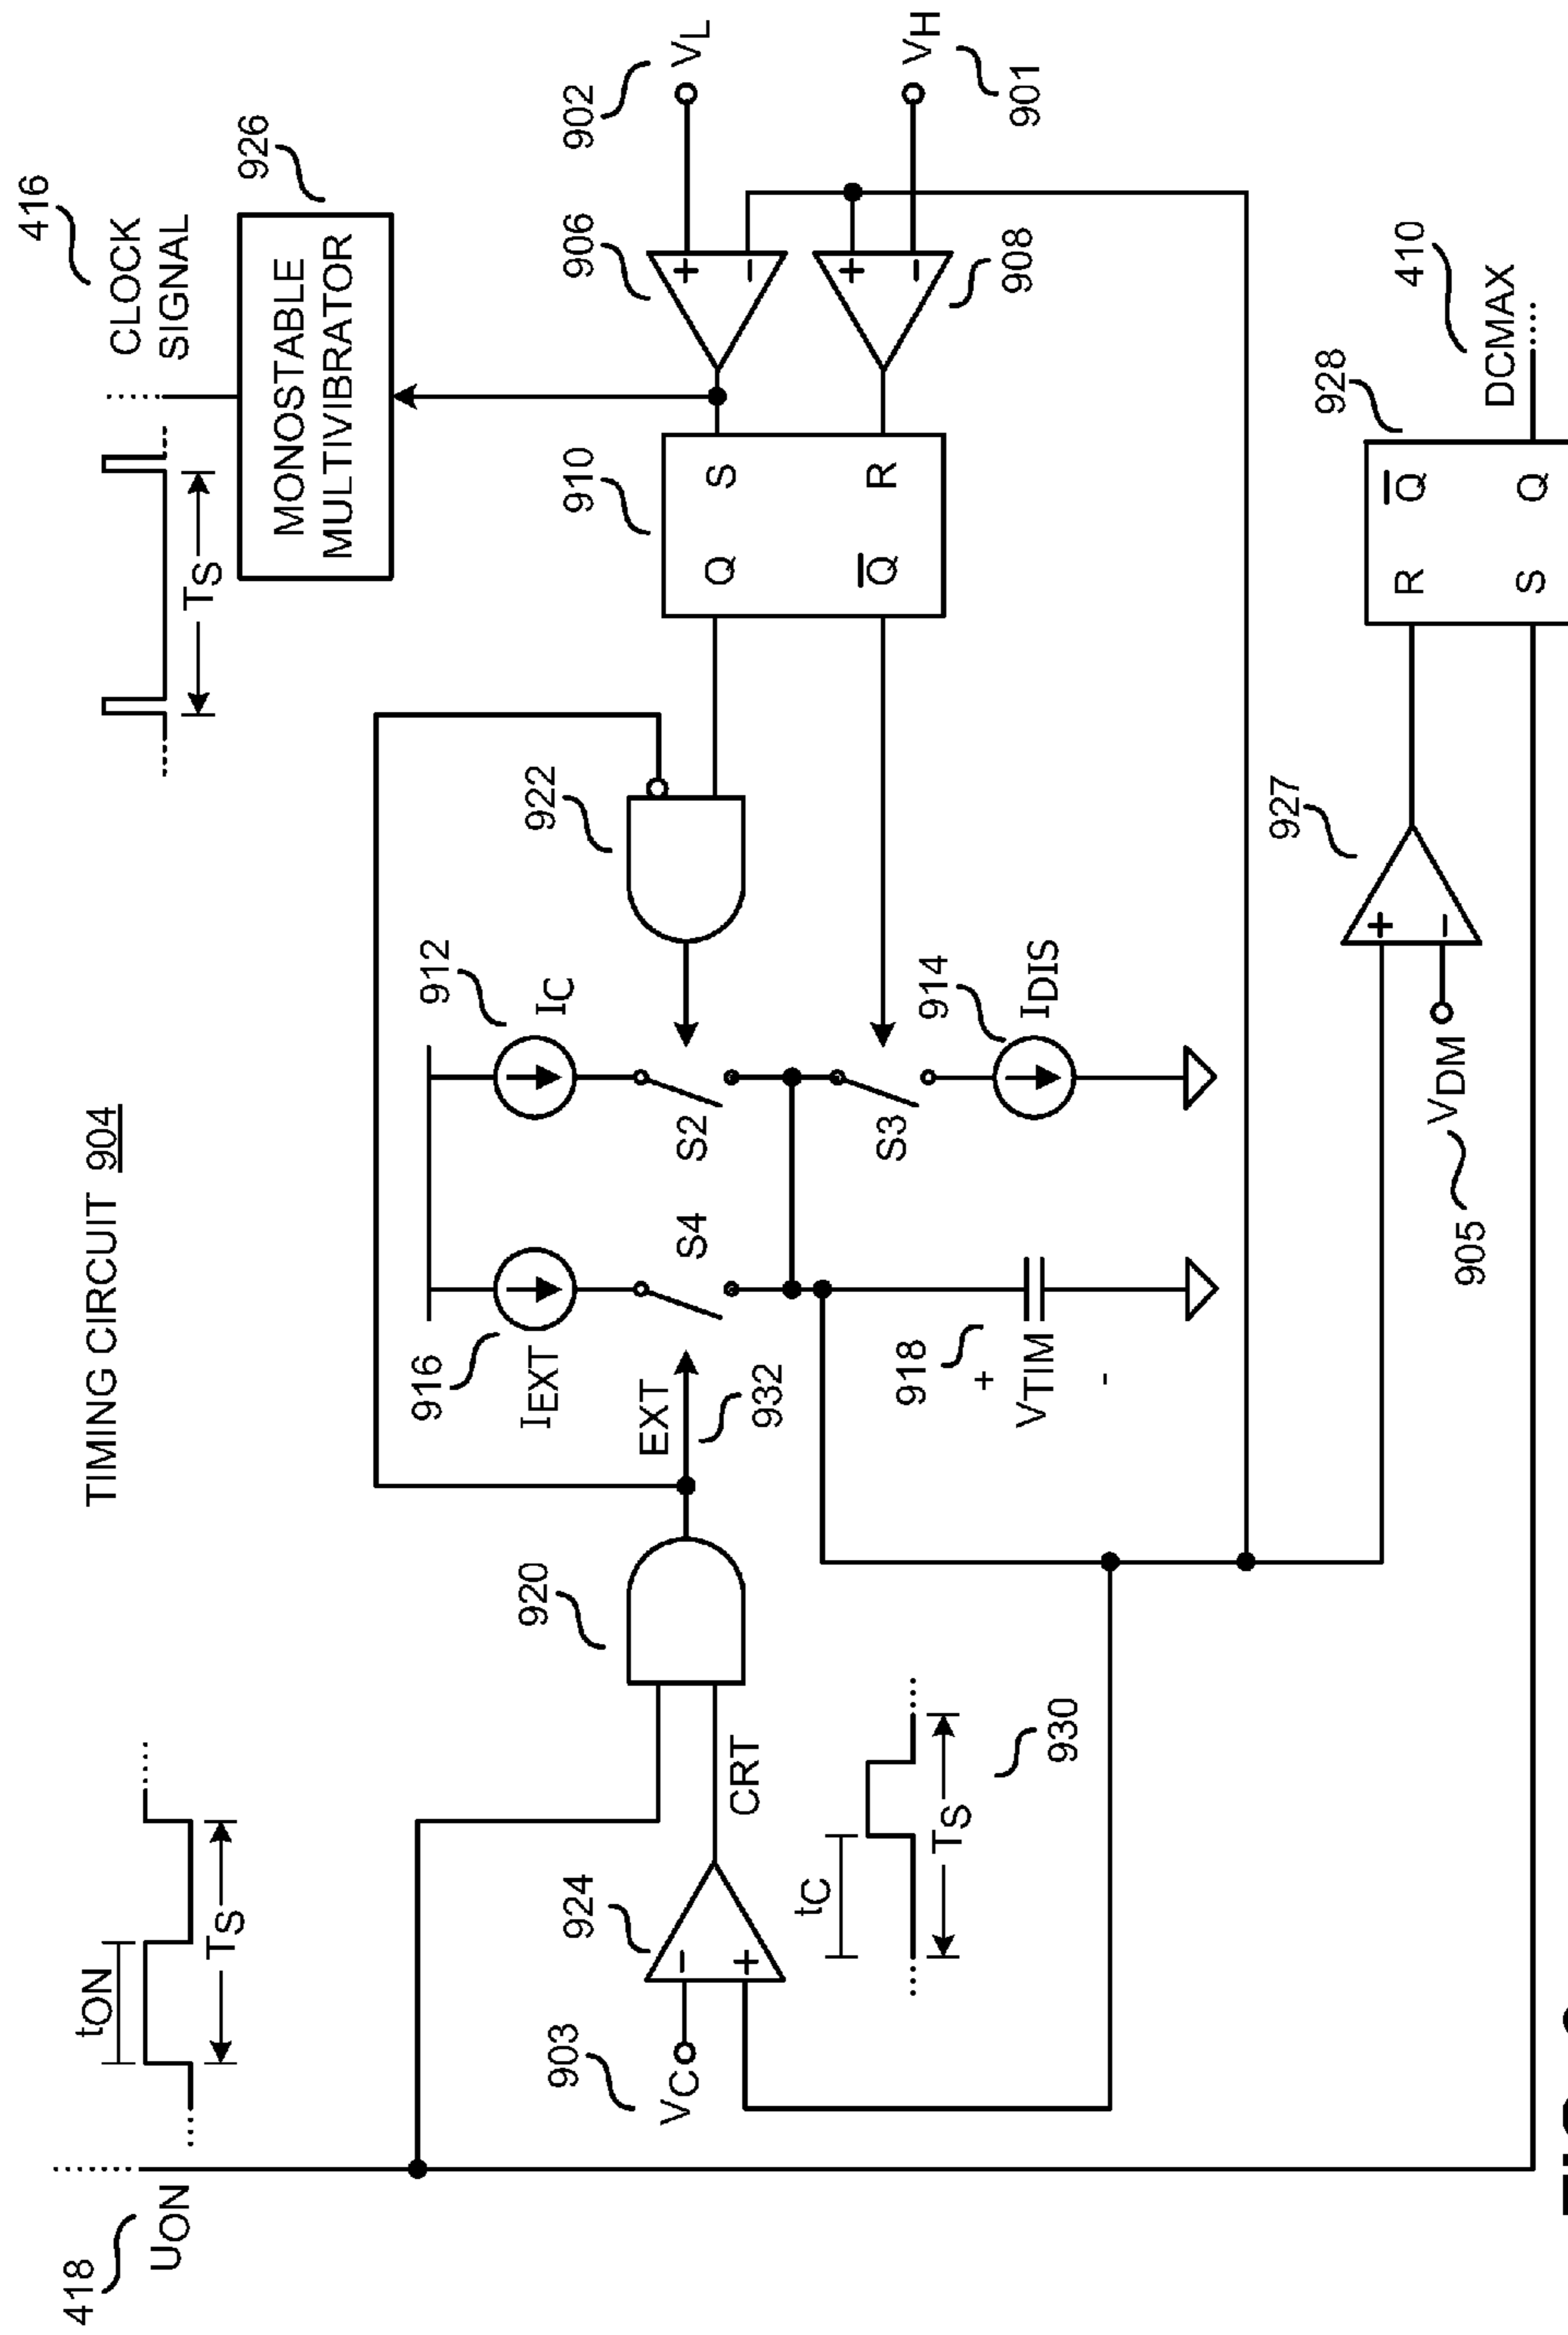 TIMING CIRCUIT 904
418
UON
tON
TS
416
CLOCK
SIGNAL
TS
926
MONOSTABLE
MULTIVIBRATOR
916
IEXT
912
IC
920
922
924
903
VC
EXT
932
S4
S2
CRT
tC
TS
930
910
Q
S
Q
R
906
902
VL
908
VH
901
918
+
VTIM
-
S3
914
IDIS
+
-
+
-
-
+
927
+
-
VDM
905
928
R
Q
S
Q
DCMAX
410